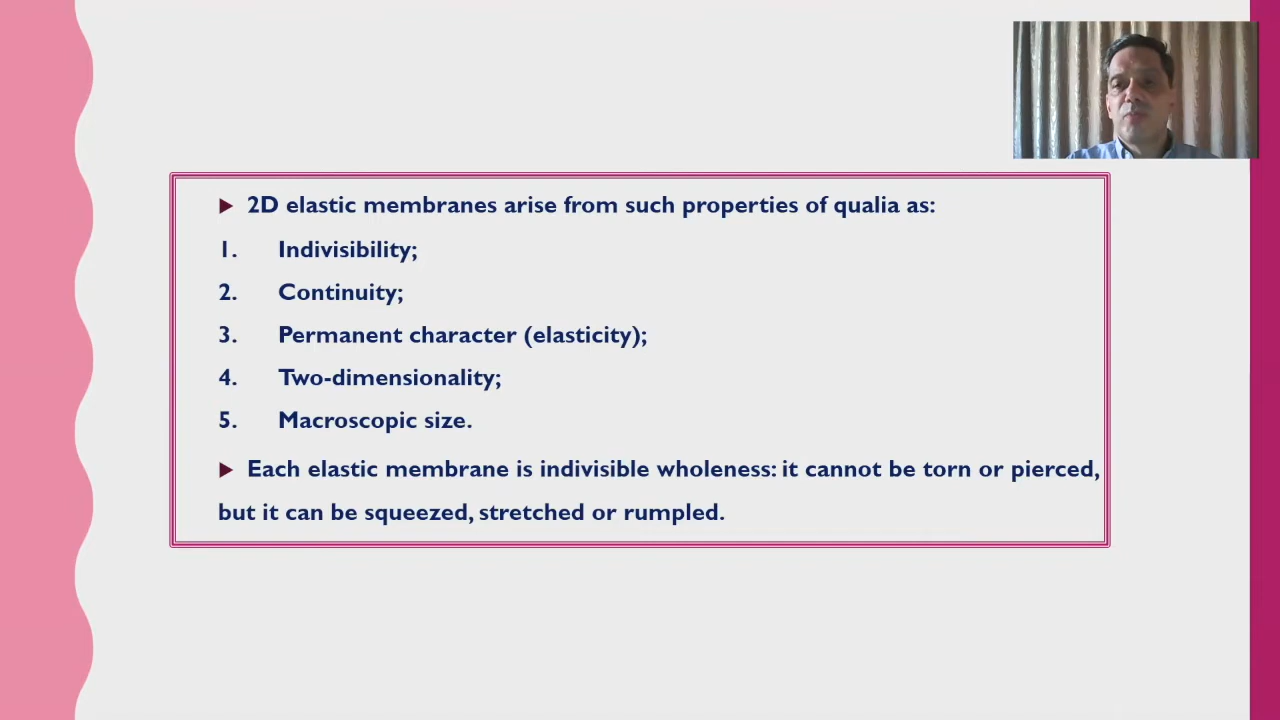 ▶ 2D elastic membranes arise from such properties of qualia as:
1. Indivisibility;
2. Continuity;
3. Permanent character (elasticity);
4. Two-dimensionality;
5. Macroscopic size.
▶ Each elastic membrane is indivisible wholeness: it cannot be torn or pierced,
but it can be squeezed, stretched or rumpled.